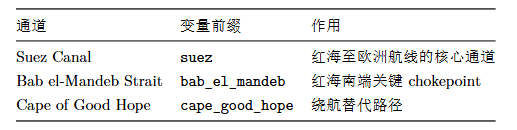 通道 变量前缀 作用
Suez Canal suez 红海至欧洲航线的核心通道
Bab el-Mandeb Strait bab_el_mandeb 红海南端关键 chokepoint
Cape of Good Hope cape_good_hope 绕航替代路径